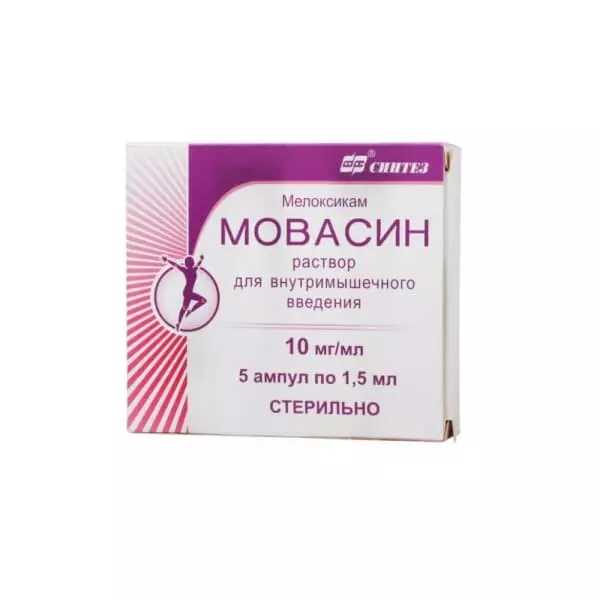 ® СИНТЕЗ
Мелоксикам
МОВАСИН
раствор
для внутримышечного
введения
10 мг/мл
5 ампул по 1,5 мл
СТЕРИЛЬНО